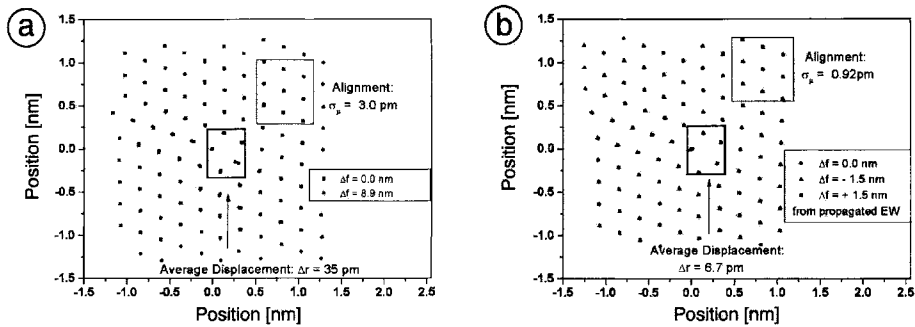 a
1.5
1.0
0.5
0.0
-0.5
-1.0
-1.5
Position [nm]
Alignment:
σμ = 3.0 pm
Δf = 0.0 nm
Δf = 8.9 nm
Average Displacement: Δr = 35 pm
-1.5 -1.0 -0.5 0.0 0.5 1.0 1.5 2.0 2.5
Position [nm]
b
1.5
1.0
0.5
0.0
-0.5
-1.0
-1.5
Position [nm]
Alignment:
σμ = 0.92pm
Δf = 0.0 nm
Δf = - 1.5 nm
Δf = + 1.5 nm
from propagated EW
Average Displacement:
Δr = 6.7 pm
-1.5 -1.0 -0.5 0.0 0.5 1.0 1.5 2.0 2.5
Position [nm]